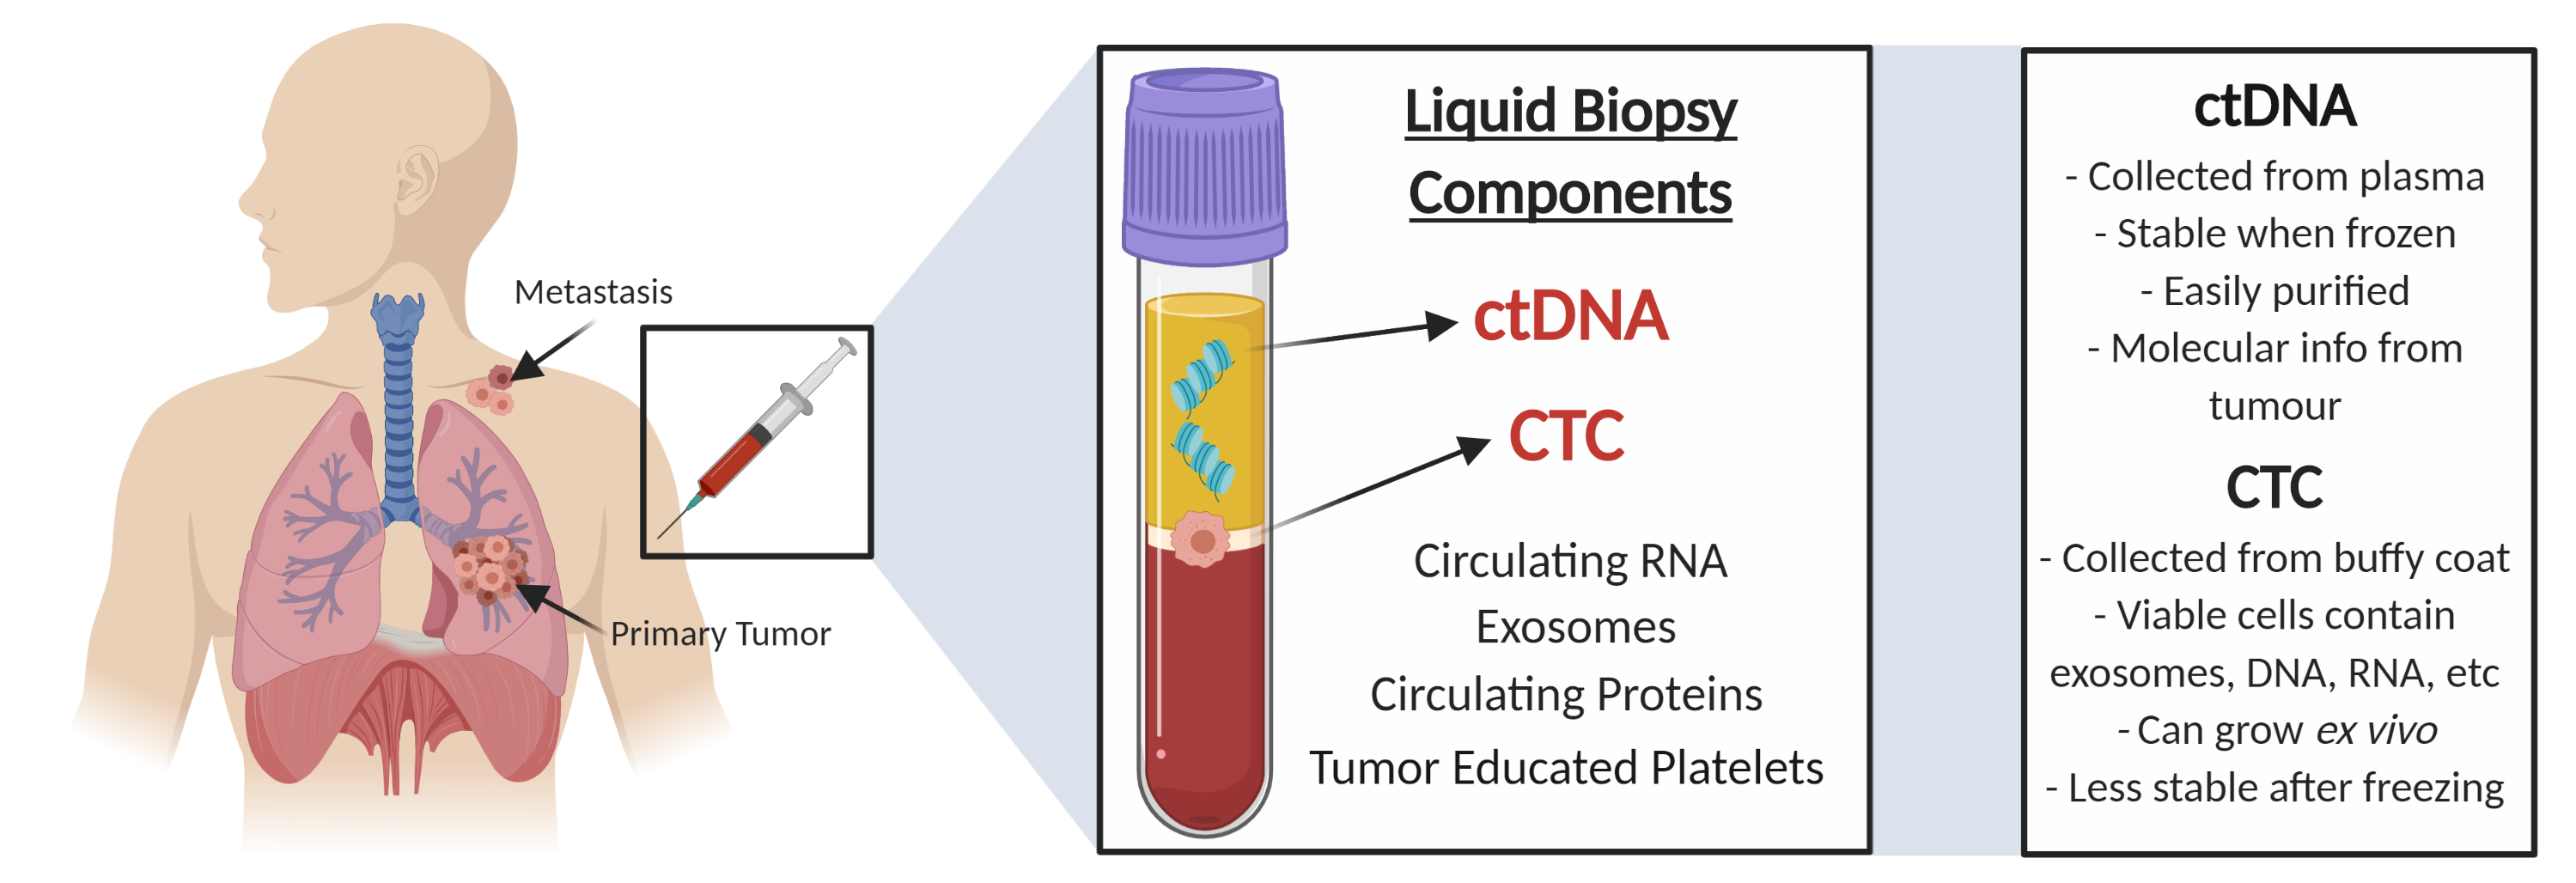 Metastasis
Primary Tumor
Liquid Biopsy
Components
ctDNA
CTC
Circulating RNA
Exosomes
Circulating Proteins
Tumor Educated Platelets
ctDNA
- Collected from plasma
- Stable when frozen
- Easily purified
- Molecular info from
tumour
CTC
- Collected from buffy coat
- Viable cells contain
exosomes, DNA, RNA, etc
- Can grow ex vivo
- Less stable after freezing